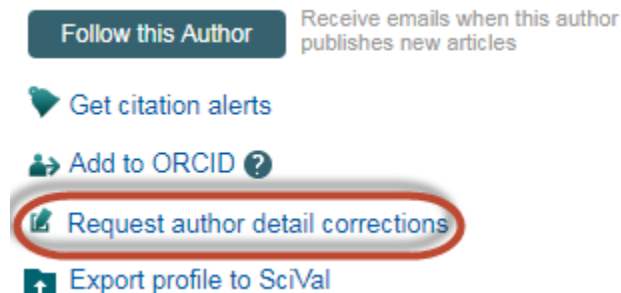 Follow this Author
Receive emails when this author
publishes new articles
Get citation alerts
Add to ORCID ?
Request author detail corrections
Export profile to SciVal